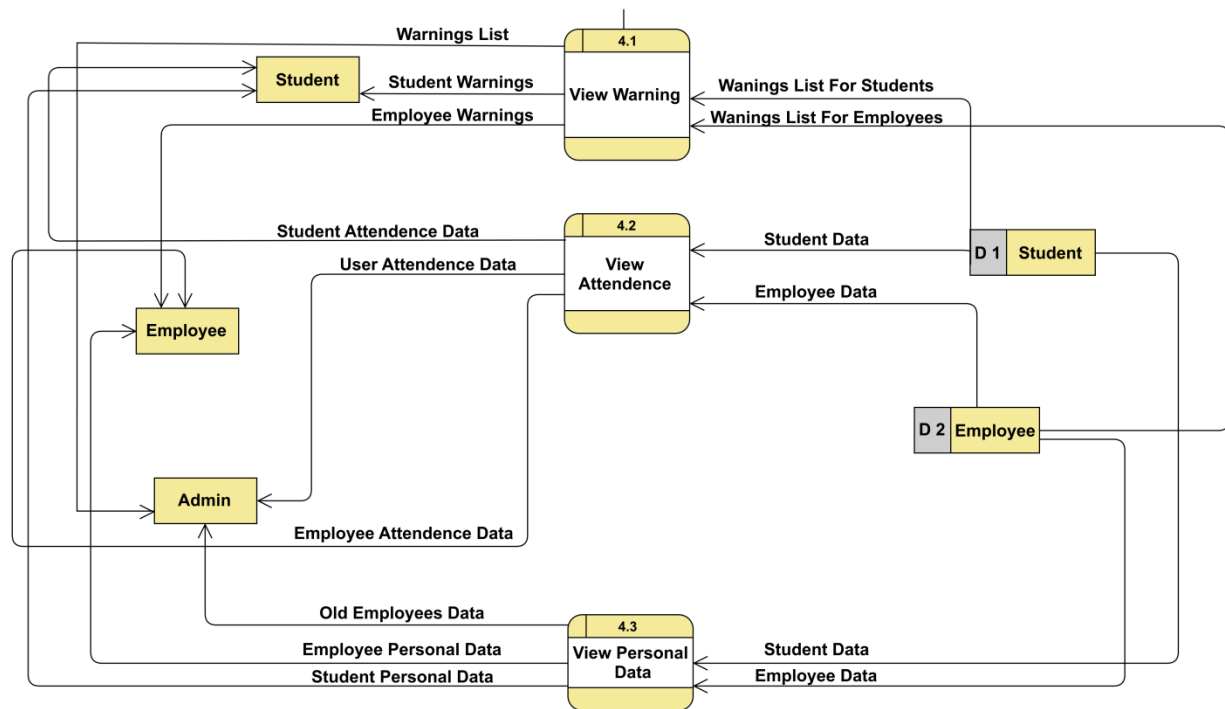 Warnings List
4.1
Student
Student Warnings
View Warning
Wanings List For Students
Employee Warnings
Wanings List For Employees
Student Attendence Data
4.2
Student Data
D 1
Student
User Attendence Data
View
Attendence
Employee Data
Employee
D 2
Employee
Admin
Employee Attendence Data
Old Employees Data
4.3
Employee Personal Data
View Personal
Data
Student Data
Student Personal Data
Employee Data